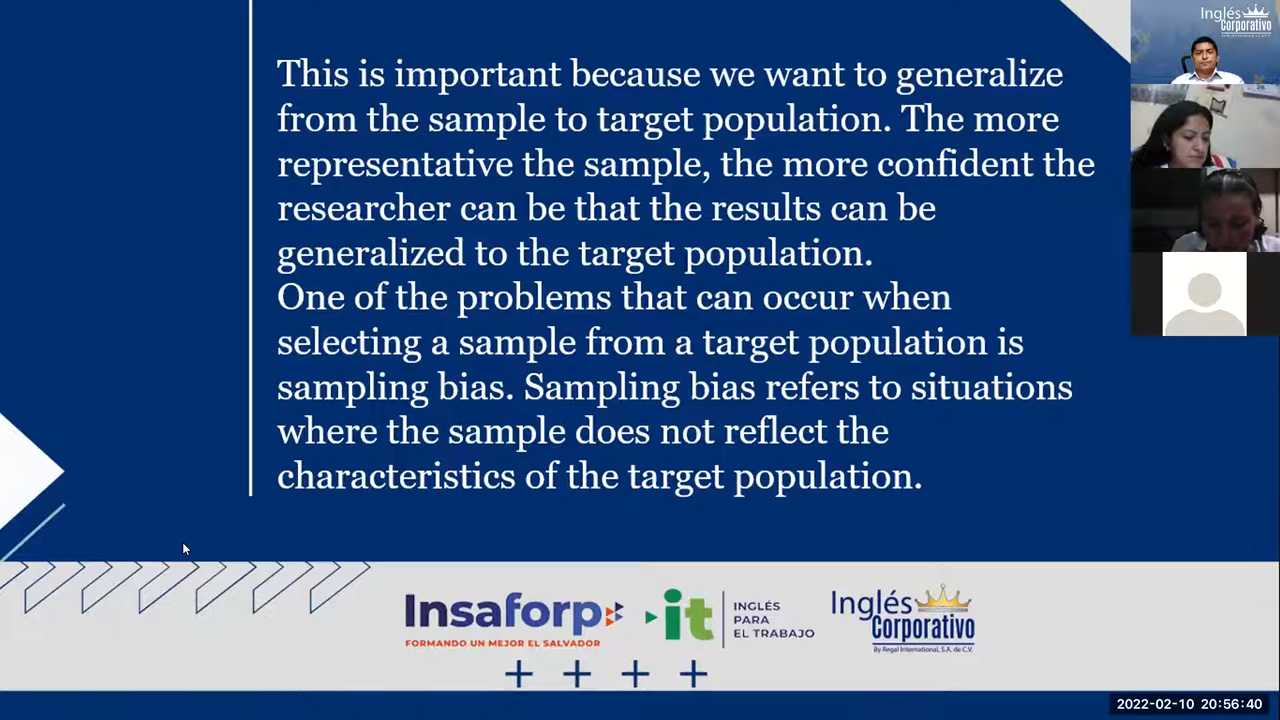 This is important because we want to generalize
from the sample to target population. The more
representative the sample, the more confident the
researcher can be that the results can be
generalized to the target population.
One of the problems that can occur when
selecting a sample from a target population is
sampling bias. Sampling bias refers to situations
where the sample does not reflect the
characteristics of the target population.
Inglés
Corporativo
Insaforp
FORMANDO UN MEJOR EL SALVADOR
it
INGLÉS
PARA
EL TRABAJO
Inglés
Corporativo
By Regal International, S.A. de C.V.
2022-02-10 20:56:40